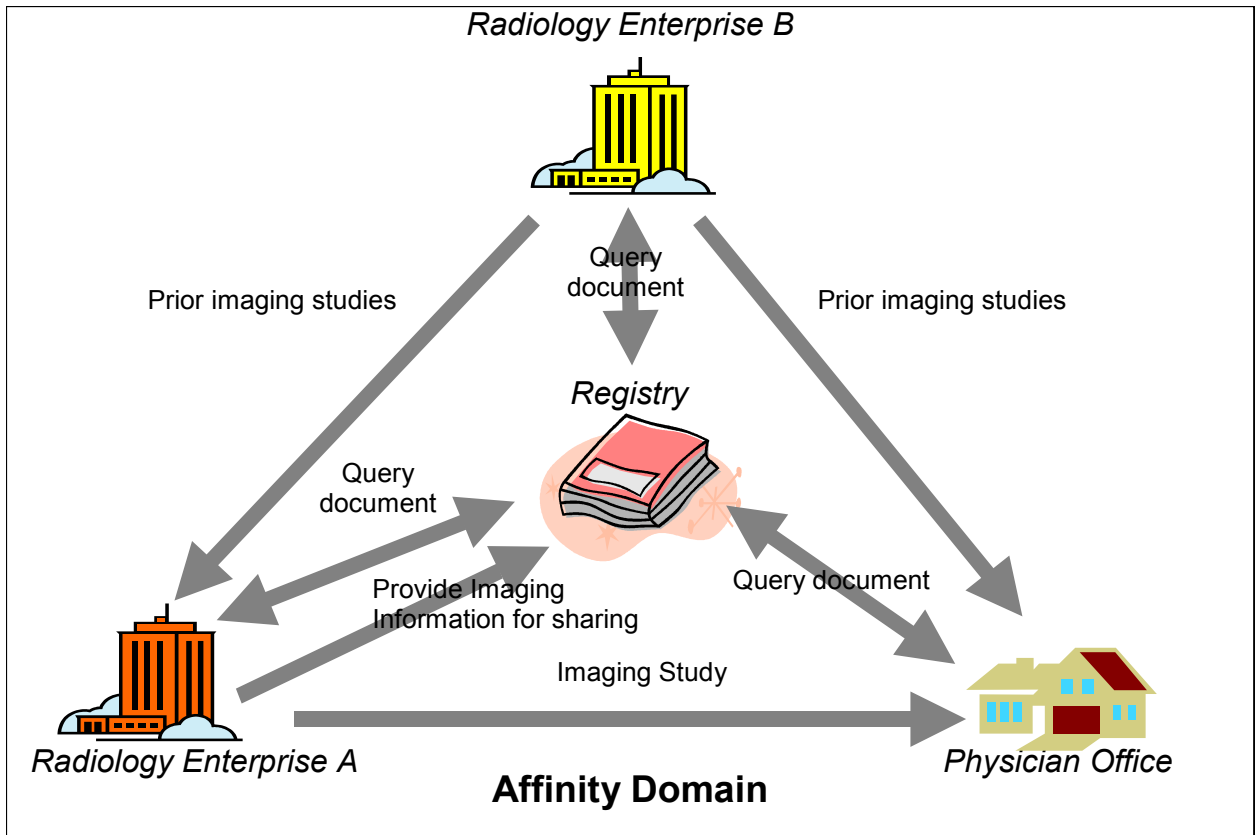 Radiology Enterprise B
Query
document
Prior imaging studies
Prior imaging studies
Registry
Query
document
Query document
Provide Imaging
Information for sharing
Imaging Study
Radiology Enterprise A
Physician Office
Affinity Domain